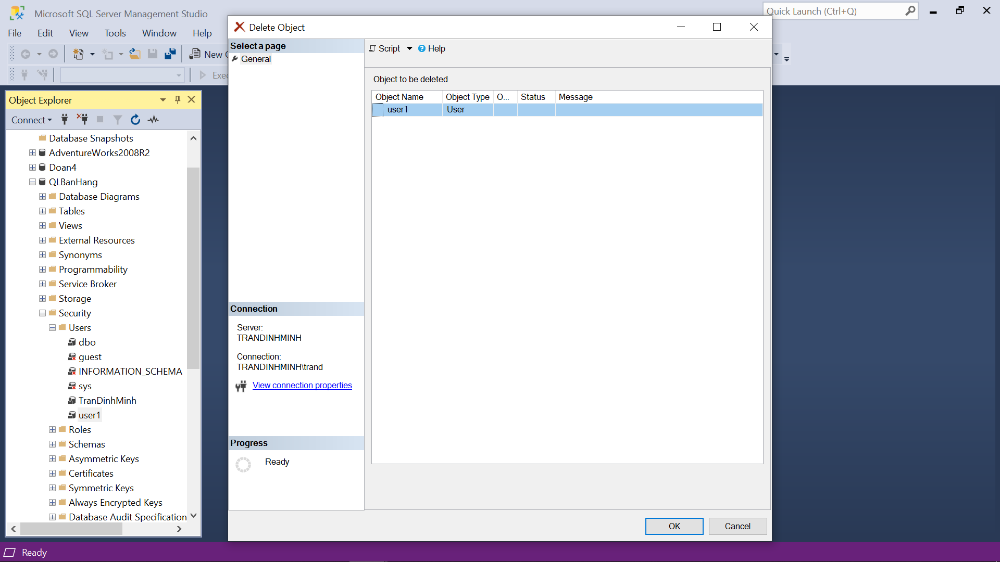 Microsoft SQL Server Management Studio
Quick Launch (Ctrl+Q)
File Edit View Tools Window Help
New
Exec
Object Explorer
Connect
Database Snapshots
AdventureWorks2008R2
Doan4
QLBanHang
Database Diagrams
Tables
Views
External Resources
Synonyms
Programmability
Service Broker
Storage
Security
Users
dbo
guest
INFORMATION_SCHEMA
sys
TranDinhMinh
user1
Roles
Schemas
Asymmetric Keys
Certificates
Symmetric Keys
Always Encrypted Keys
Database Audit Specification
Delete Object
Select a page
General
Connection
Server:
TRANDINHMINH
Connection:
TRANDINHMINH\trand
View connection properties
Progress
Ready
Script Help
Object to be deleted
Object Name Object Type O... Status Message
user1 User
OK Cancel
Ready